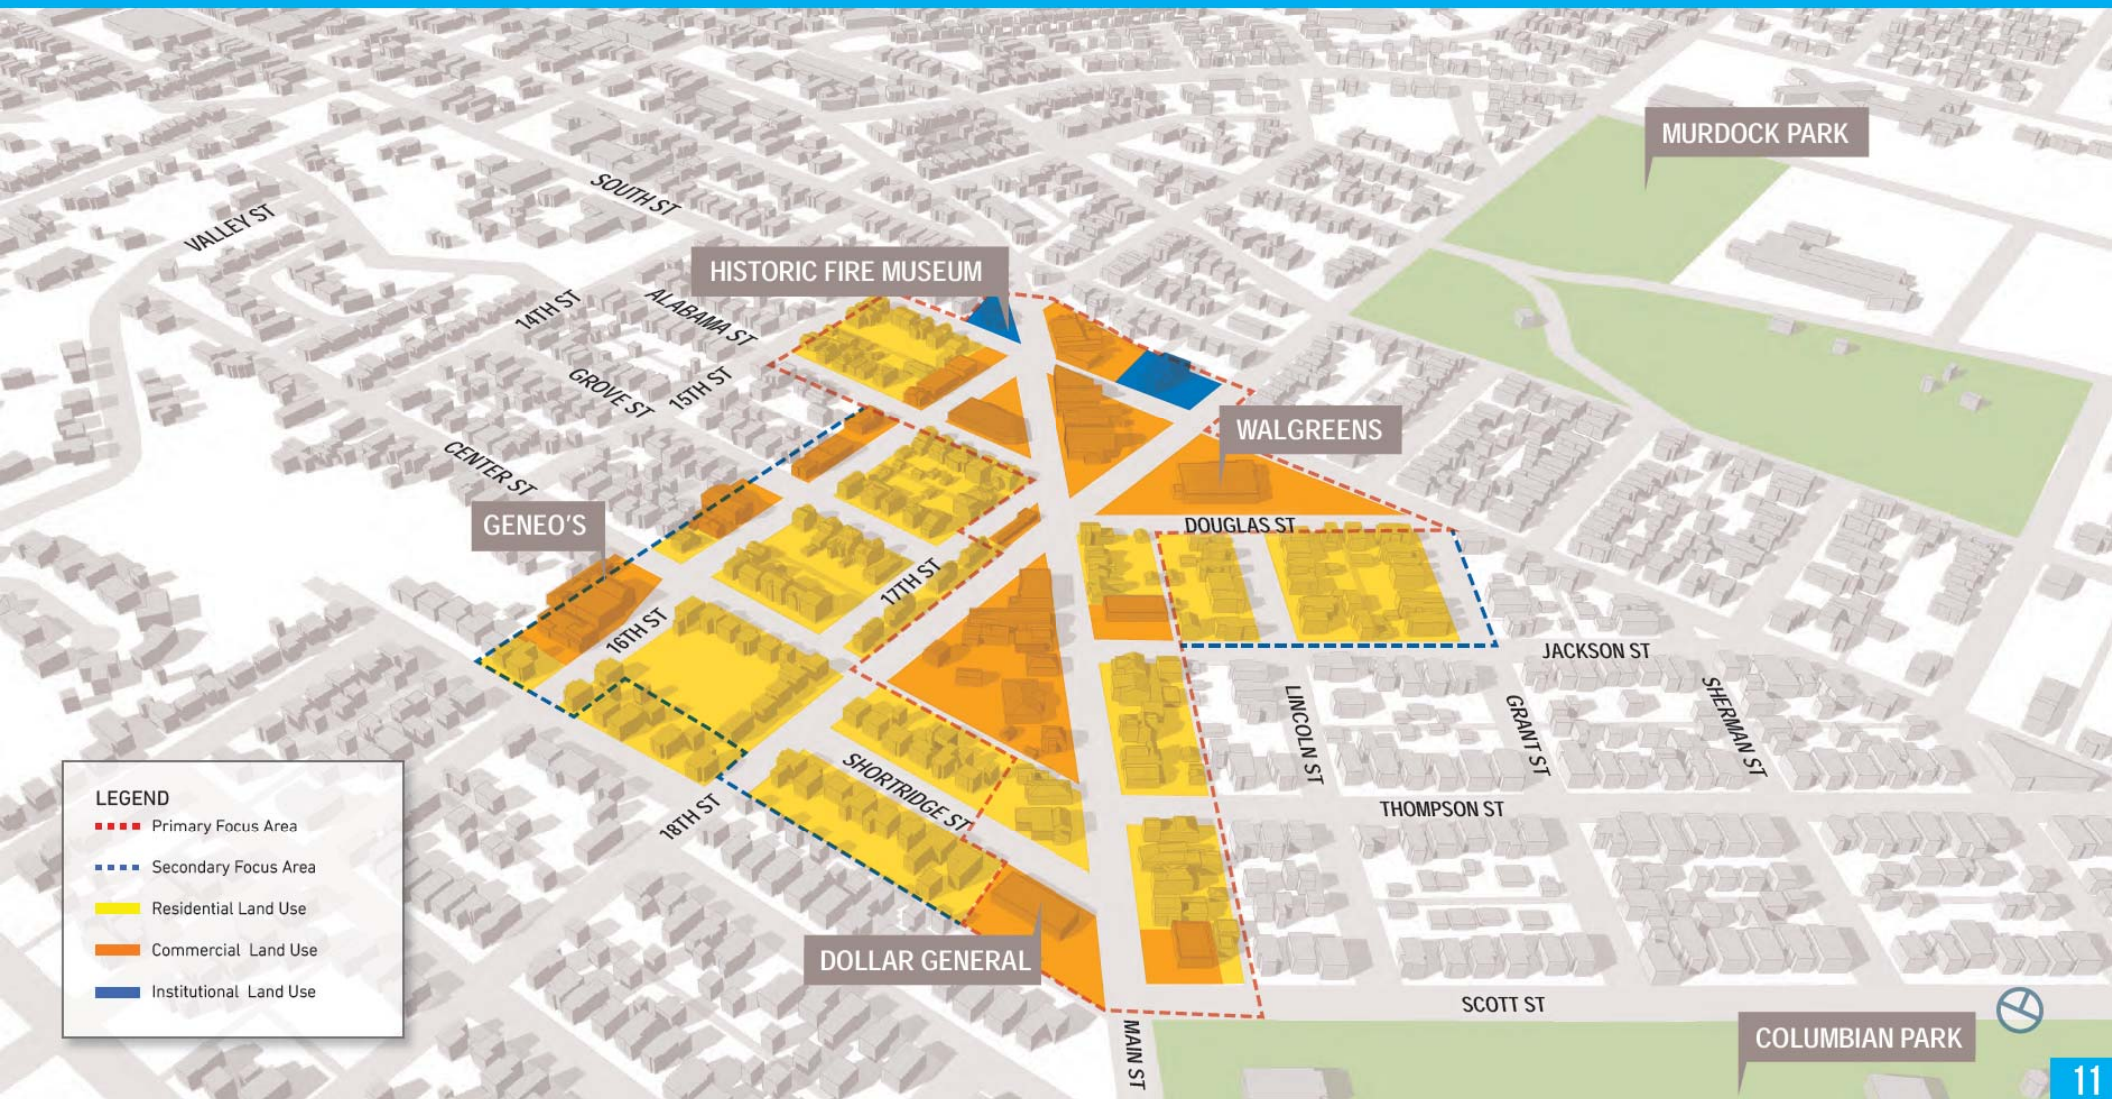 MURDOCK PARK
SOUTH ST
VALLEY ST
HISTORIC FIRE MUSEUM
14TH ST
ALABAMA ST
GROVE ST
15TH ST
WALGREENS
CENTER ST
GENEO'S
DOUGLAS ST
17TH ST
16TH ST
JACKSON ST
LINCOLN ST
GRANT ST
SHERMAN ST
SHORTRIDGE ST
18TH ST
THOMPSON ST
LEGEND
Primary Focus Area
Secondary Focus Area
Residential Land Use
Commercial Land Use
Institutional Land Use
DOLLAR GENERAL
SCOTT ST
MAIN ST
COLUMBIAN PARK
11